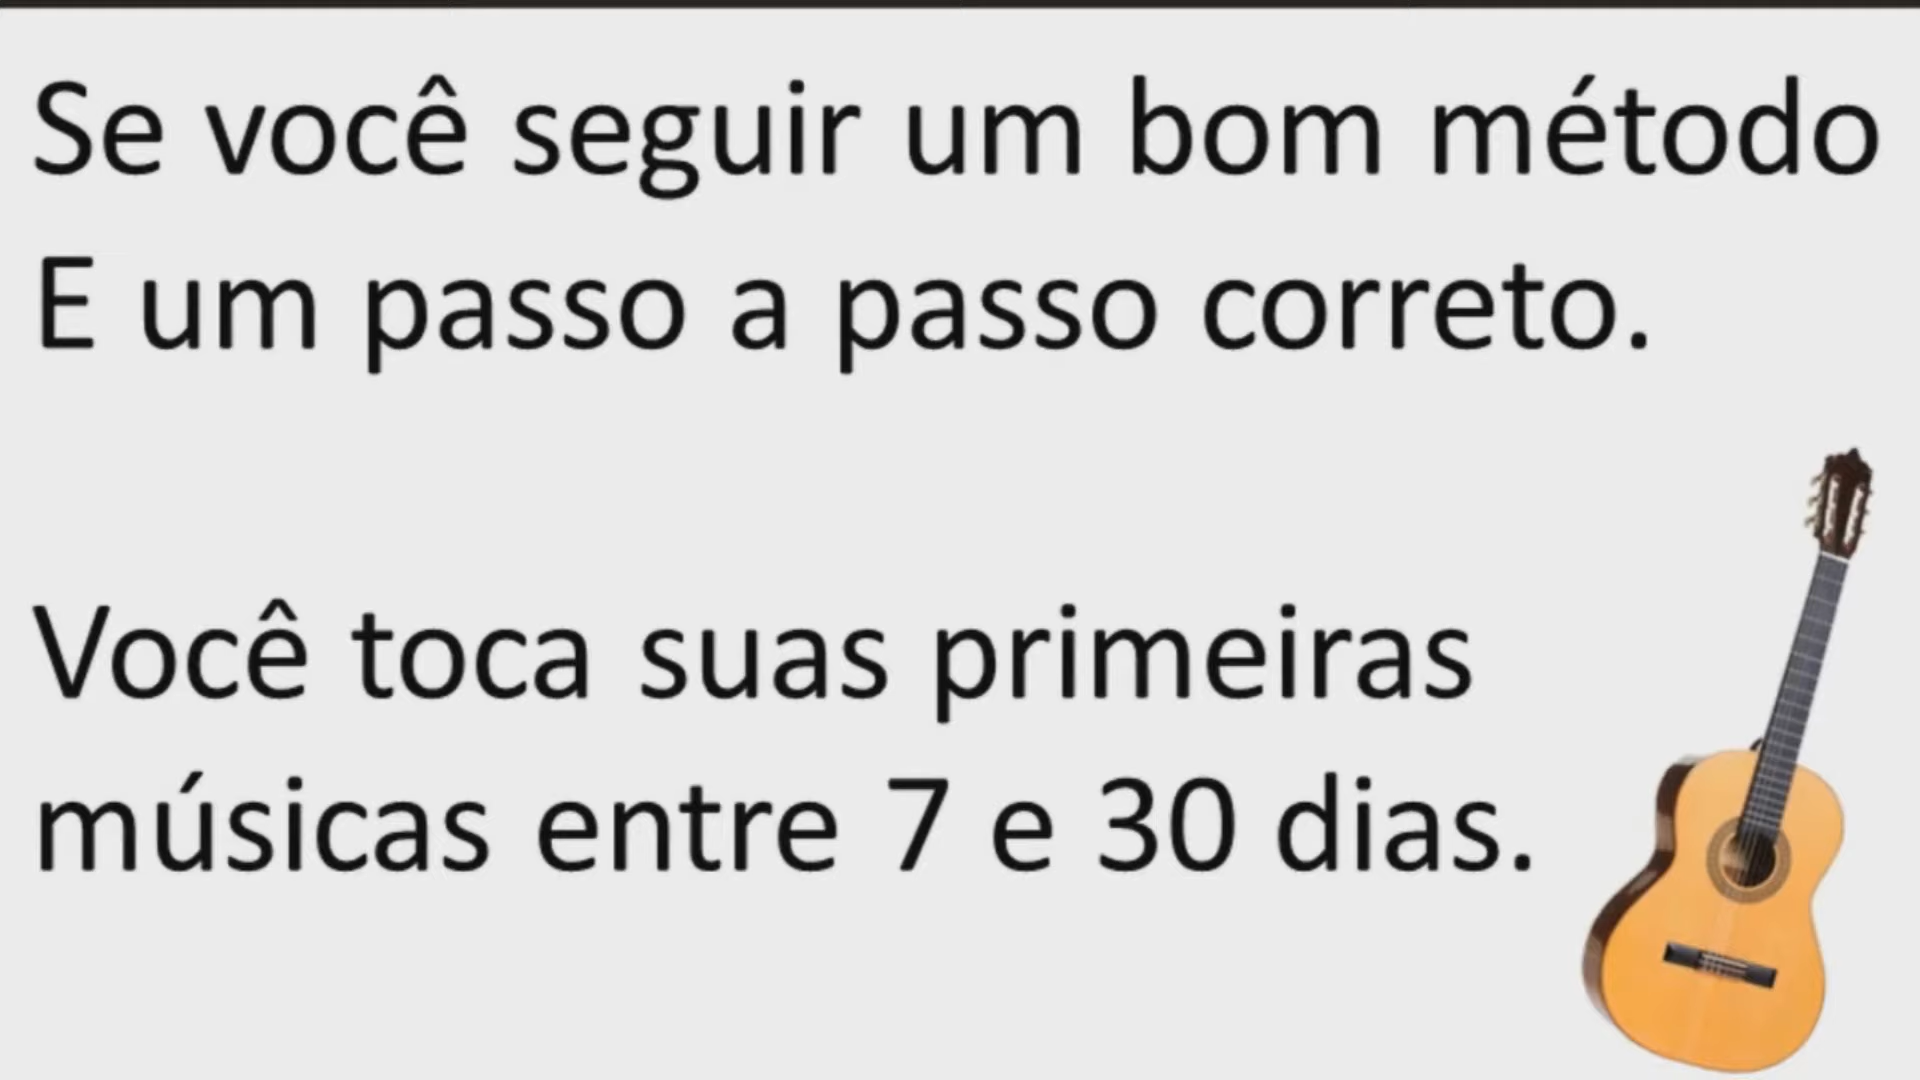 Se você seguir um bom método
E um passo a passo correto.
Você toca suas primeiras
músicas entre 7 e 30 dias.